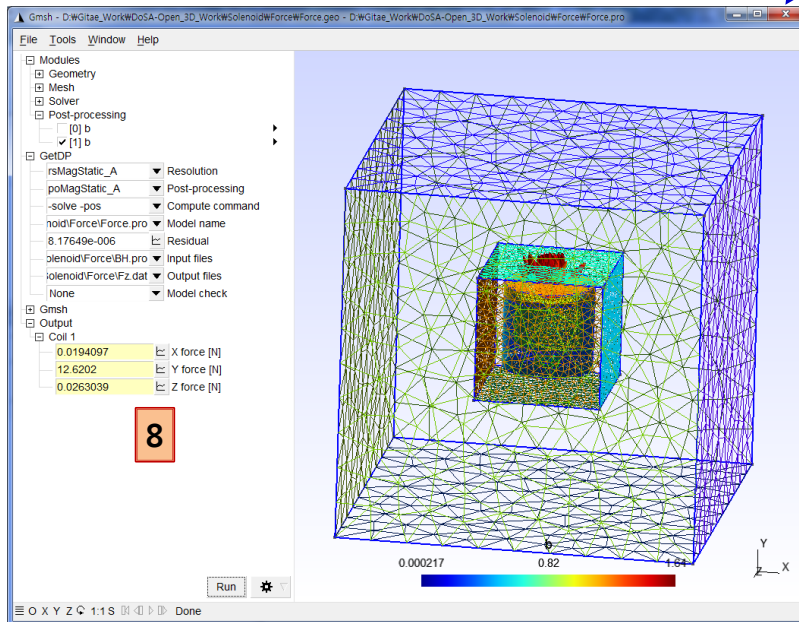 Gmsh - D:₩Gitae_Work₩DoSA-Open_3D_Work₩Solenoid₩Force₩Force.geo - D:₩Gitae_Work₩DoSA-Open_3D_Work₩Solenoid₩Force₩Force.pro
File Tools Window Help
Modules
Geometry
Mesh
Solver
Post-processing
[0] b
[1] b
GetDP
rsMagStatic_A Resolution
poMagStatic_A Post-processing
-solve -pos Compute command
noid\Force\Force.pro Model name
8.17649e-006 Residual
olenoid\Force\BH.pro Input files
Solenoid\Force\Fz.dat Output files
None Model check
Gmsh
Output
Coil 1
0.0194097 X force [N]
12.6202 Y force [N]
0.0263039 Z force [N]
8
b
0.000217 0.82 1.64
Y
Z X
Run
O X Y Z 1:1 S Done